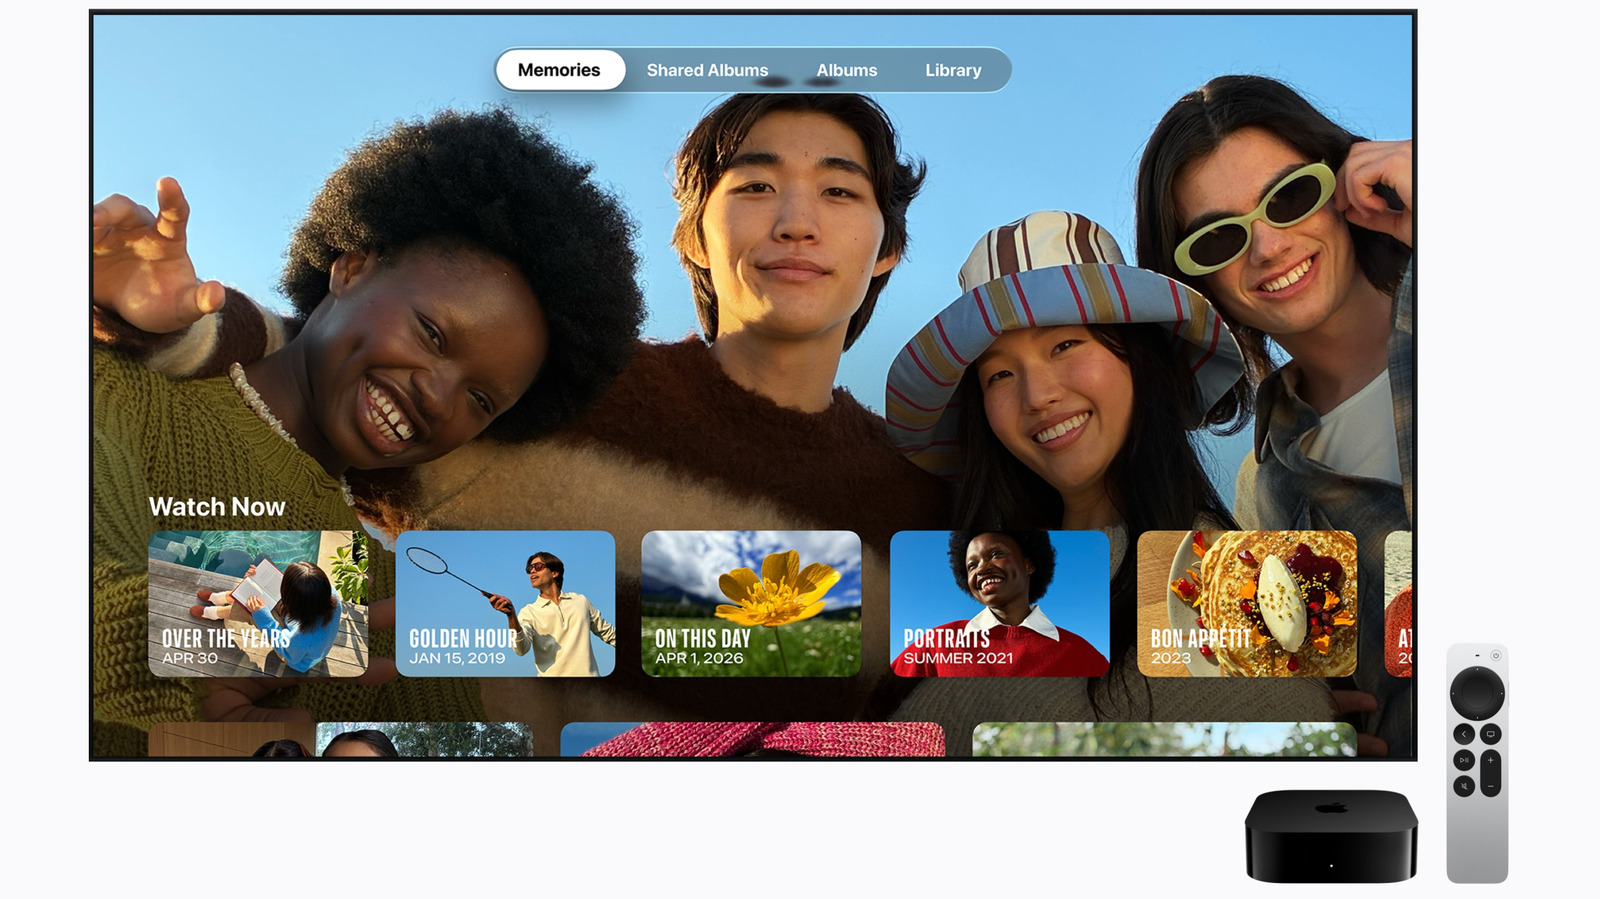 Memories Shared Albums Albums Library
Watch Now
OVER THE YEARS
APR 30
GOLDEN HOUR
JAN 15, 2019
ON THIS DAY
APR 1, 2026
PORTRAITS
SUMMER 2021
BON APPÉTIT
2023